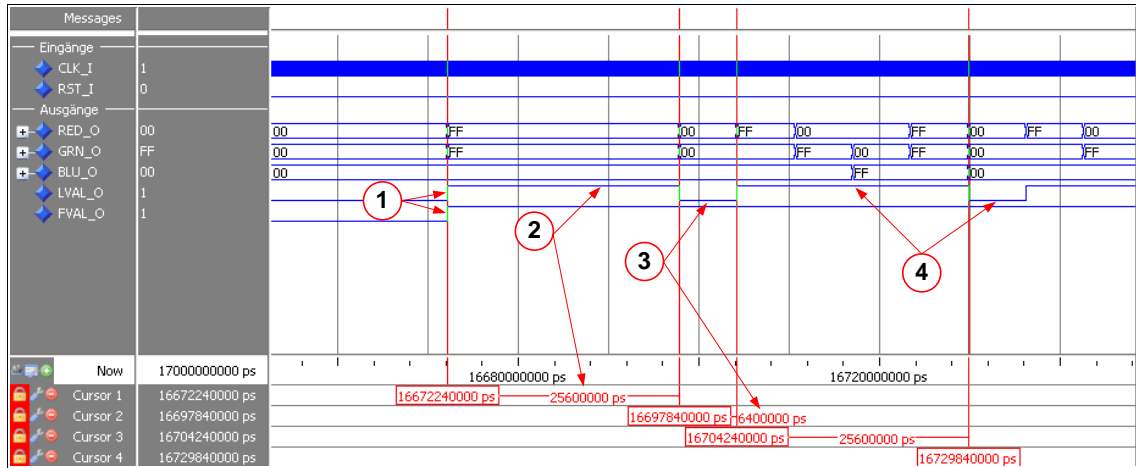 Messages
Eingänge
CLK_I 1
RST_I 0
Ausgänge
RED_O 00 00 FF 00 FF 00 FF 00 FF 00
GRN_O FF 00 FF 00 FF 00 FF 00 FF
BLU_O 00 00 FF 00
LVAL_O 1
FVAL_O 1
1
2
3
4
Now 17000000000 ps 16680000000 ps 16720000000 ps
Cursor 1 16672240000 ps 16672240000 ps 25600000 ps
Cursor 2 16697840000 ps 16697840000 ps 6400000 ps
Cursor 3 16704240000 ps 16704240000 ps 25600000 ps
Cursor 4 16729840000 ps 16729840000 ps